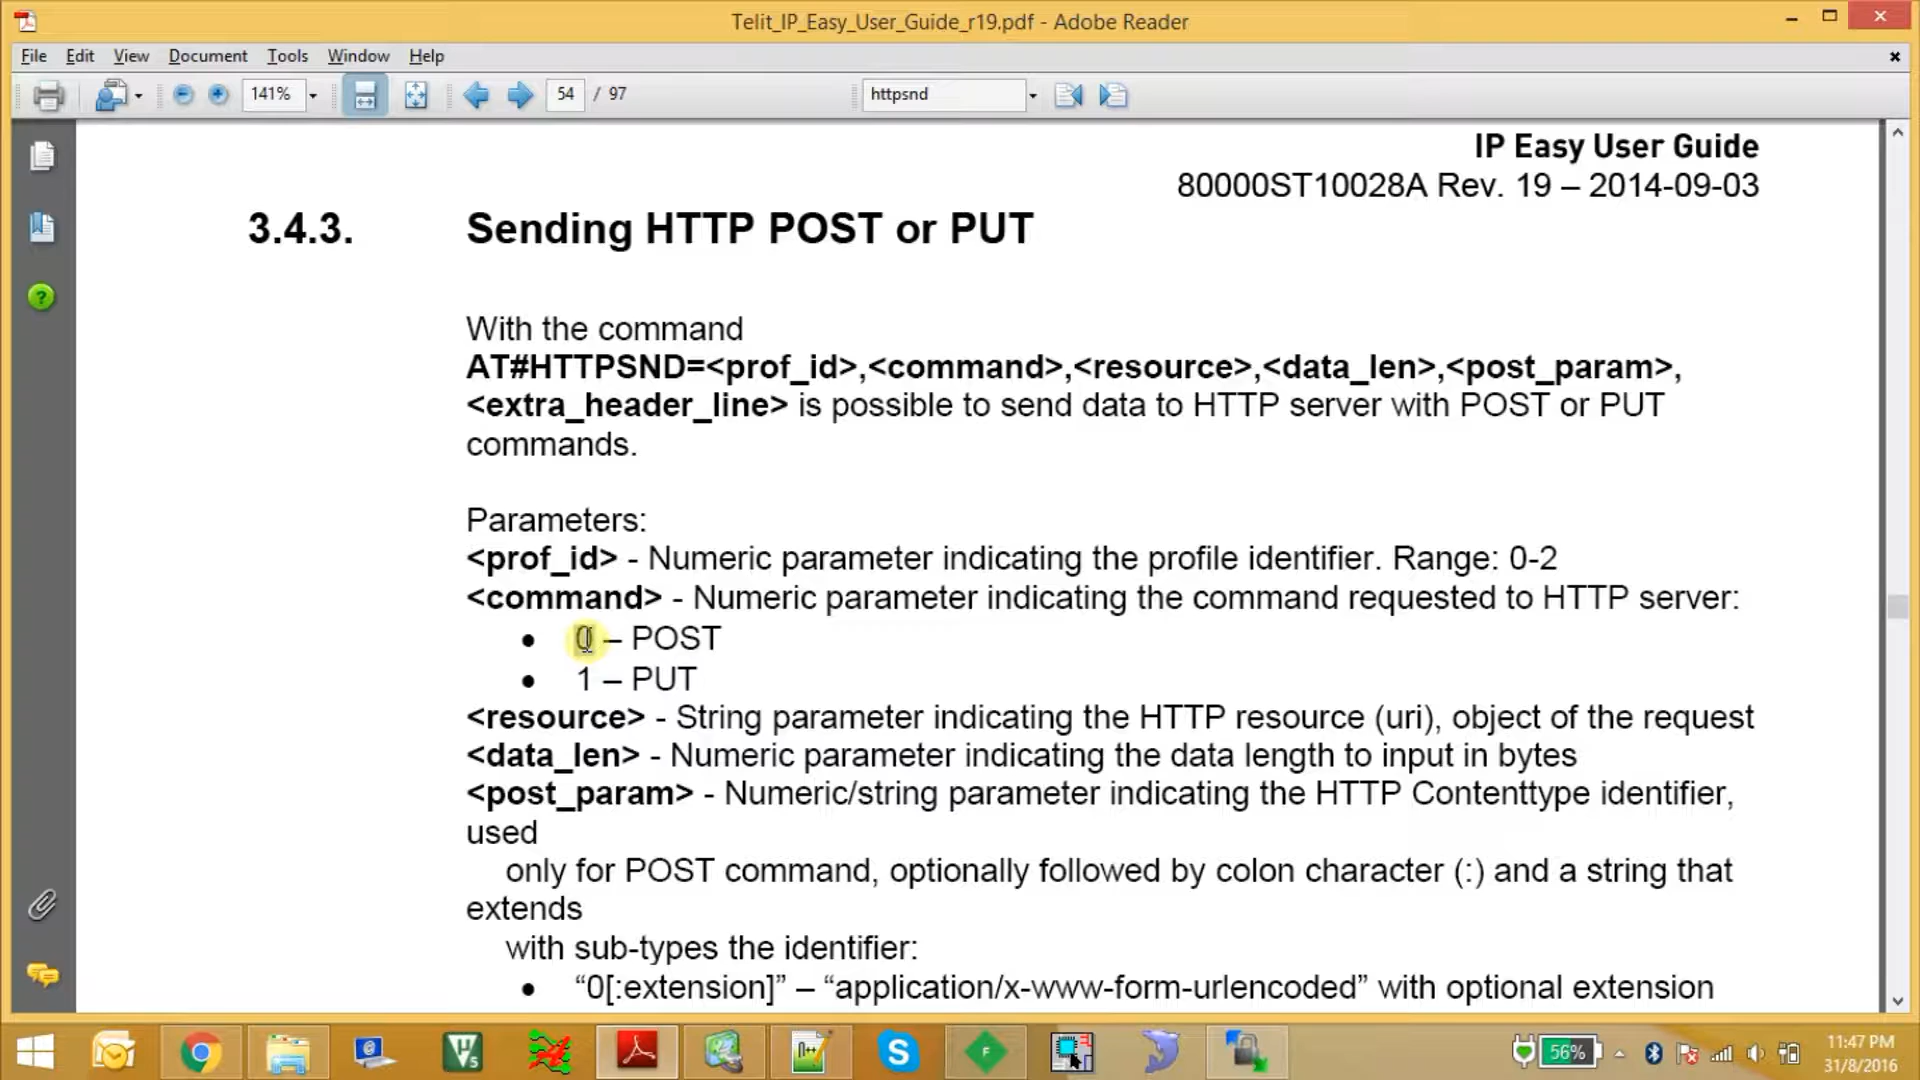 Telit_IP_Easy_User_Guide_r19.pdf - Adobe Reader
File Edit View Document Tools Window Help
141% 54 / 97 httpsnd
IP Easy User Guide
80000ST10028A Rev. 19 – 2014-09-03
3.4.3. Sending HTTP POST or PUT
With the command
AT#HTTPSND=<prof_id>,<command>,<resource>,<data_len>,<post_param>,
<extra_header_line> is possible to send data to HTTP server with POST or PUT
commands.
Parameters:
<prof_id> - Numeric parameter indicating the profile identifier. Range: 0-2
<command> - Numeric parameter indicating the command requested to HTTP server:
• 0 – POST
• 1 – PUT
<resource> - String parameter indicating the HTTP resource (uri), object of the request
<data_len> - Numeric parameter indicating the data length to input in bytes
<post_param> - Numeric/string parameter indicating the HTTP Contenttype identifier,
used
only for POST command, optionally followed by colon character (:) and a string that
extends
with sub-types the identifier:
• “0[:extension]” – “application/x-www-form-urlencoded” with optional extension
56%
11:47 PM
31/8/2016